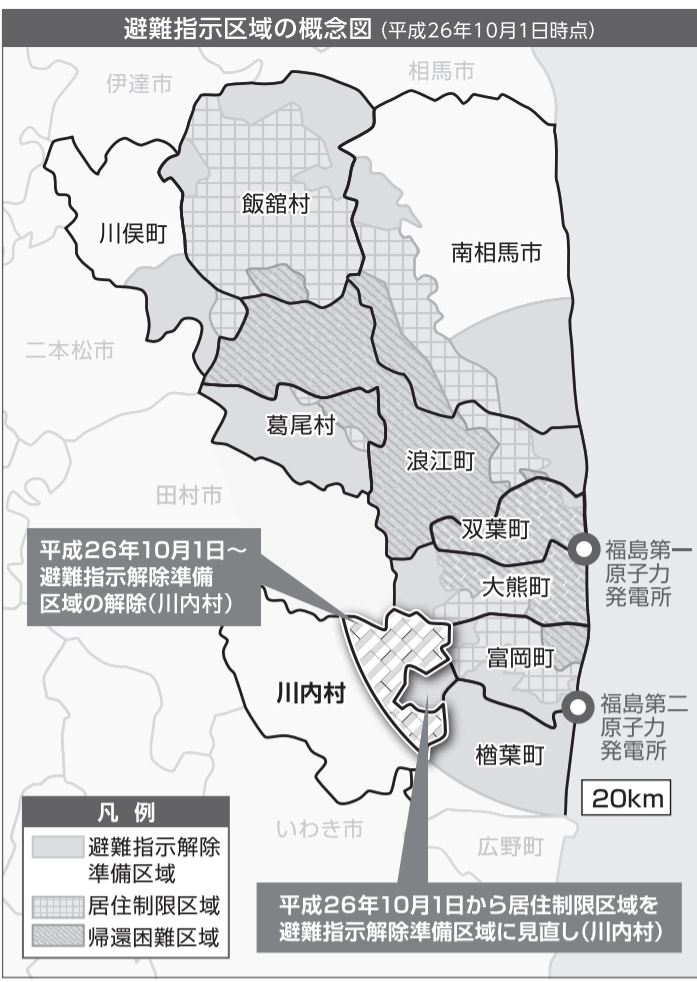 避難指示区域の概念図（平成26年10月1日時点）
伊達市
相馬市
飯舘村
川俣町
南相馬市
二本松市
葛尾村
浪江町
田村市
双葉町
平成26年10月1日～
避難指示解除準備
区域の解除（川内村）
福島第一
原子力
発電所
大熊町
富岡町
川内村
福島第二
原子力
発電所
楢葉町
20km
凡例
避難指示解除
準備区域
居住制限区域
帰還困難区域
いわき市
広野町
平成26年10月1日から居住制限区域を
避難指示解除準備区域に見直し（川内村）